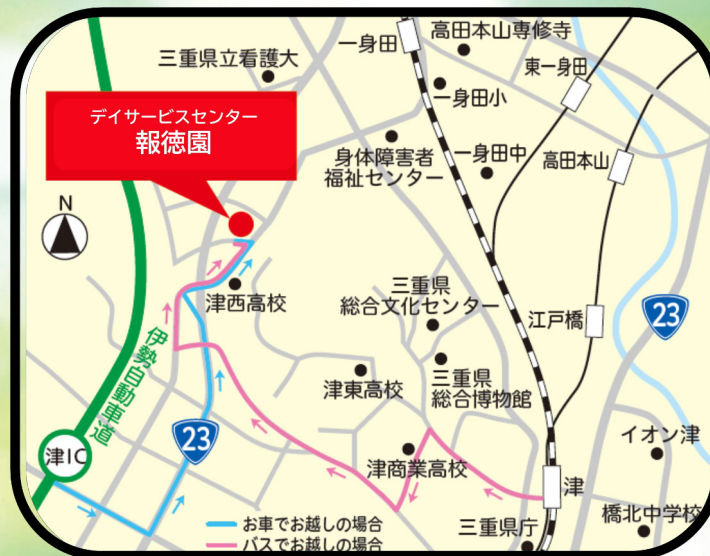 一身田
高田本山専修寺
三重県立看護大
東一身田
一身田小
デイサービスセンター
報徳園
身体障害者
福祉センター
一身田中
高田本山
N
津西高校
三重県
総合文化センター
江戸橋
23
伊勢自動車道
津東高校
三重県
総合博物館
23
津IC
津商業高校
イオン津
津
お車でお越しの場合
バスでお越しの場合
三重県庁
橋北中学校